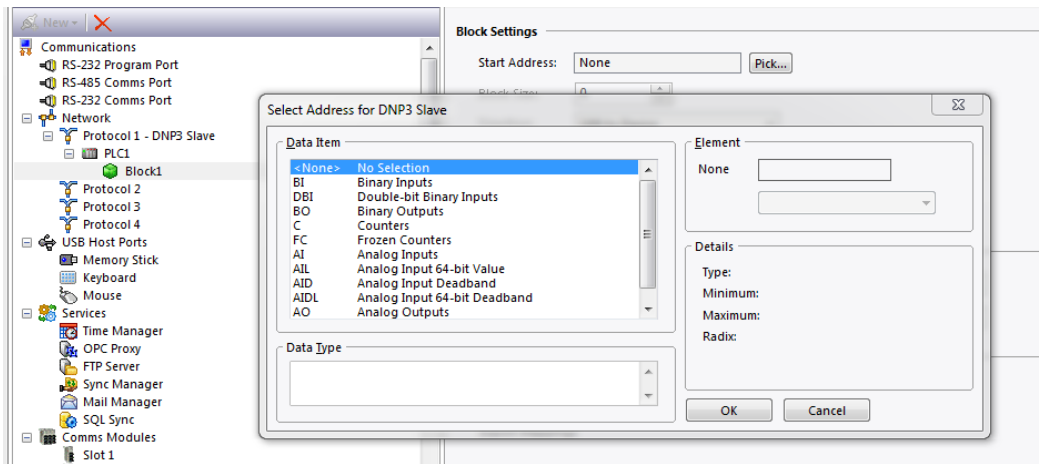 New
Communications
RS-232 Program Port
RS-485 Comms Port
RS-232 Comms Port
Network
Protocol 1 - DNP3 Slave
PLC1
Block1
Protocol 2
Protocol 3
Protocol 4
USB Host Ports
Memory Stick
Keyboard
Mouse
Services
Time Manager
OPC Proxy
FTP Server
Sync Manager
Mail Manager
SQL Sync
Comms Modules
Slot 1
Block Settings
Start Address: None Pick...
Block Size: 0
Select Address for DNP3 Slave
Data Item
<None> No Selection
BI Binary Inputs
DBI Double-bit Binary Inputs
BO Binary Outputs
C Counters
FC Frozen Counters
AI Analog Inputs
AIL Analog Input 64-bit Value
AID Analog Input Deadband
AIDL Analog Input 64-bit Deadband
AO Analog Outputs
Data Type
Element
None
Details
Type:
Minimum:
Maximum:
Radix:
OK Cancel